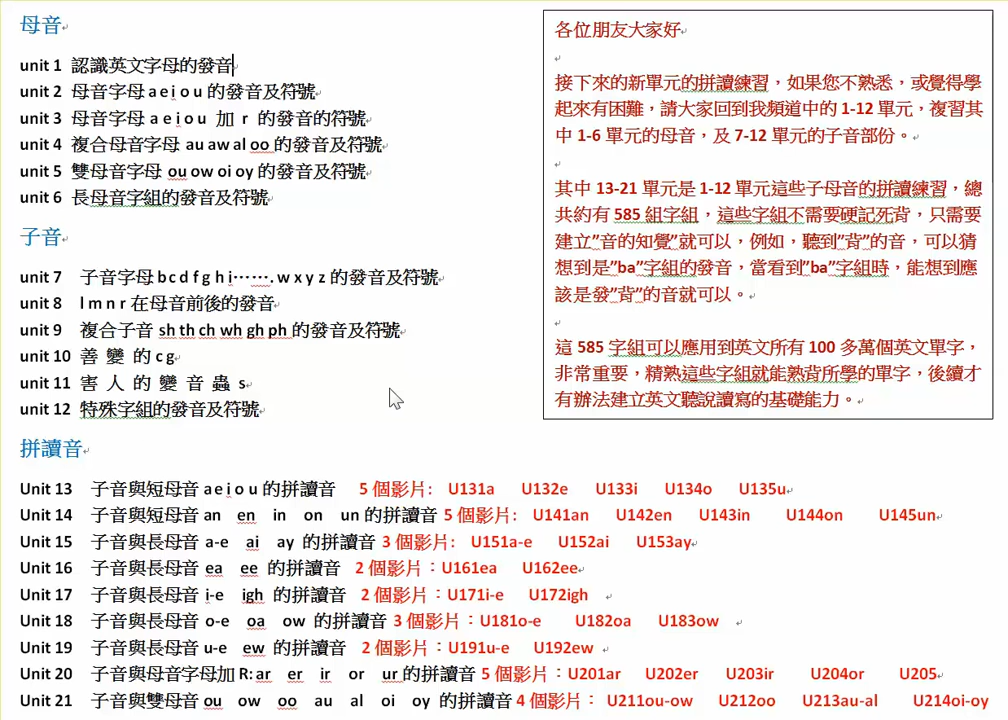 母音
unit 1 認識英文字母的發音
unit 2 母音字母 a e i o u 的發音及符號
unit 3 母音字母 a e i o u 加 r 的發音的符號
unit 4 複合母音字母 au aw al oo 的發音及符號
unit 5 雙母音字母 ou ow oi oy 的發音及符號
unit 6 長母音字組的發音及符號
子音
unit 7 子音字母 b c d f g h i……. w x y z 的發音及符號
unit 8 l m n r 在母音前後的發音
unit 9 複合子音 sh th ch wh gh ph 的發音及符號
unit 10 善 變 的 c g
unit 11 害 人 的 變 音 蟲 s
unit 12 特殊字組的發音及符號
各位朋友大家好
接下來的新單元的拼讀練習，如果您不熟悉，或覺得學
起來有困難，請大家回到我頻道中的 1-12 單元，複習其
中 1-6 單元的母音，及 7-12 單元的子音部份。
其中 13-21 單元是 1-12 單元這些子母音的拼讀練習，總
共約有 585 組字組，這些字組不需要硬記死背，只需要
建立"音的知覺"就可以，例如，聽到"背"的音，可以猜
想到是"ba"字組的發音，當看到"ba"字組時，能想到應
該是發"背"的音就可以。
這 585 字組可以應用到英文所有 100 多萬個英文單字，
非常重要，精熟這些字組就能熟背所學的單字，後續才
有辦法建立英文聽說讀寫的基礎能力。
拼讀音
Unit 13 子音與短母音 a e i o u 的拼讀音 5 個影片: U131a U132e U133i U134o U135u
Unit 14 子音與短母音 an en in on un 的拼讀音 5 個影片: U141an U142en U143in U144on U145un
Unit 15 子音與長母音 a-e ai ay 的拼讀音 3 個影片: U151a-e U152ai U153ay
Unit 16 子音與長母音 ea ee 的拼讀音 2 個影片：U161ea U162ee
Unit 17 子音與長母音 i-e igh 的拼讀音 2 個影片：U171i-e U172igh
Unit 18 子音與長母音 o-e oa ow 的拼讀音 3 個影片：U181o-e U182oa U183ow
Unit 19 子音與長母音 u-e ew 的拼讀音 2 個影片：U191u-e U192ew
Unit 20 子音與母音字母加 R: ar er ir or ur 的拼讀音 5 個影片：U201ar U202er U203ir U204or U205
Unit 21 子音與雙母音 ou ow oo au al oi oy 的拼讀音 4 個影片：U211ou-ow U212oo U213au-al U214oi-oy